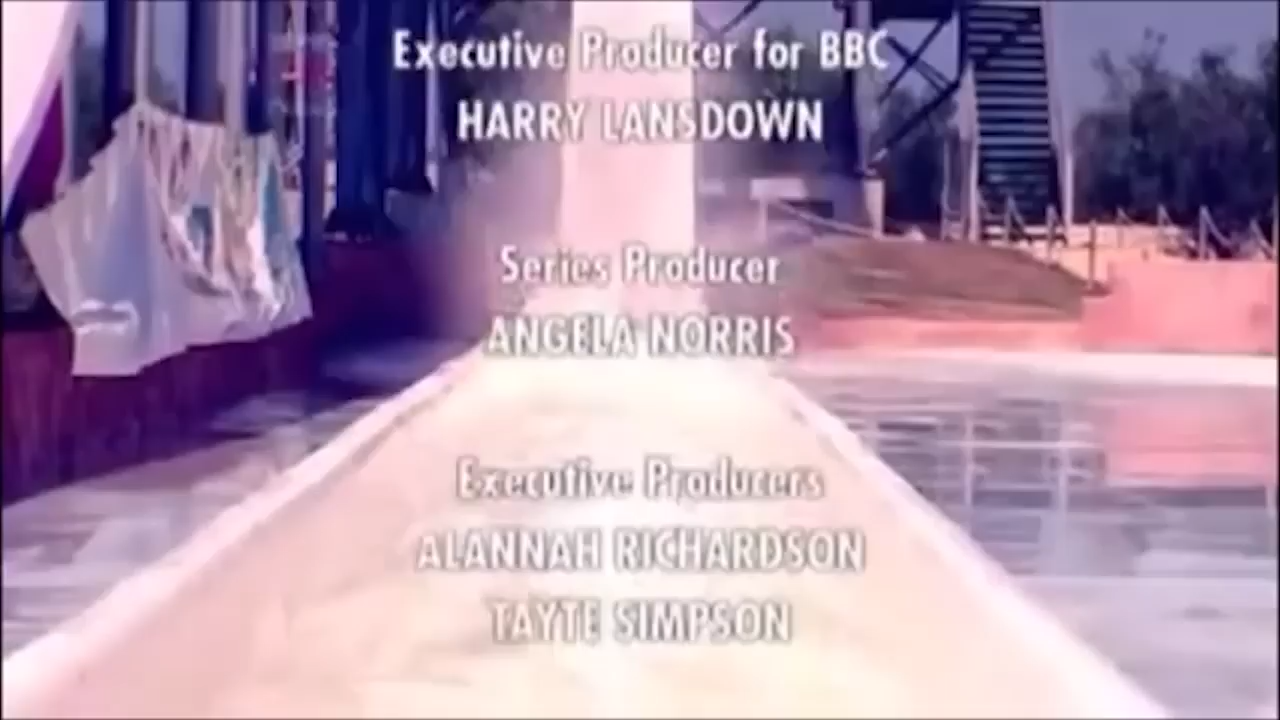 Executive Producer for BBC
HARRY LANSDOWN
Series Producer
ANGELA NORRIS
Executive Producers
ALANNAH RICHARDSON
TAYTE SIMPSON